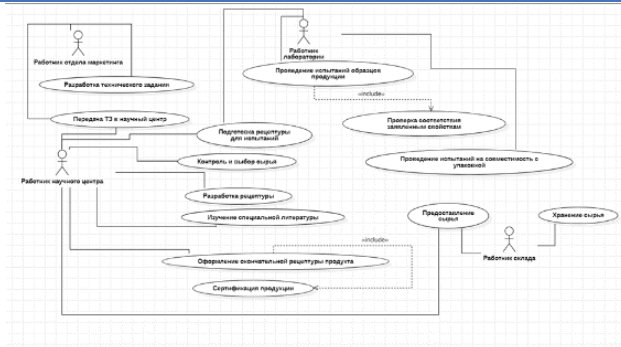 Работник отдела маркетинга
Разработка технического задания
Передача ТЗ в научный центр
Работник научного центра
Работник
лаборатории
Проведение испытаний образцов
продукции
«include»
Проверка соответствия
заявленным свойствам
Подготовка рецептуры
для испытаний
Контроль и выбор сырья
Проведение испытаний на совместимость с
упаковкой
Разработка рецептуры
Изучение специальной литературы
Предоставление
сырья
Хранение сырья
Работник склада
«include»
Оформление окончательной рецептуры продукта
Сертификация продукции